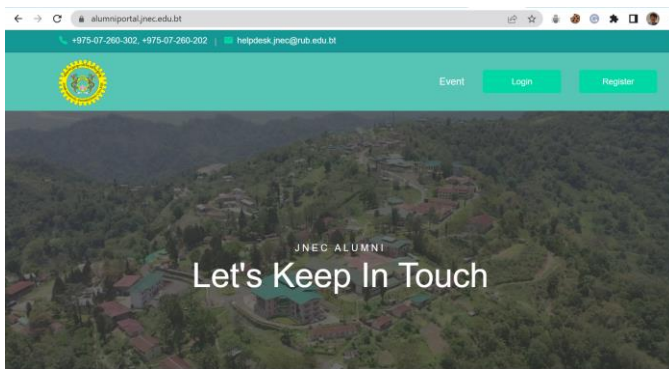 alumniportal.jnec.edu.bt
+975-07-260-302, +975-07-260-202 | helpdesk.jnec@rub.edu.bt
Event Login Register
JNEC ALUMNI
Let's Keep In Touch